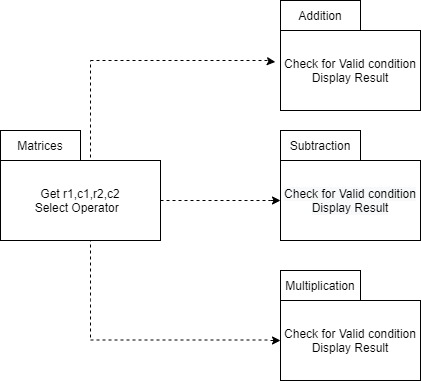 Addition
Check for Valid condition
Display Result
Matrices
Get r1,c1,r2,c2
Select Operator
Subtraction
Check for Valid condition
Display Result
Multiplication
Check for Valid condition
Display Result